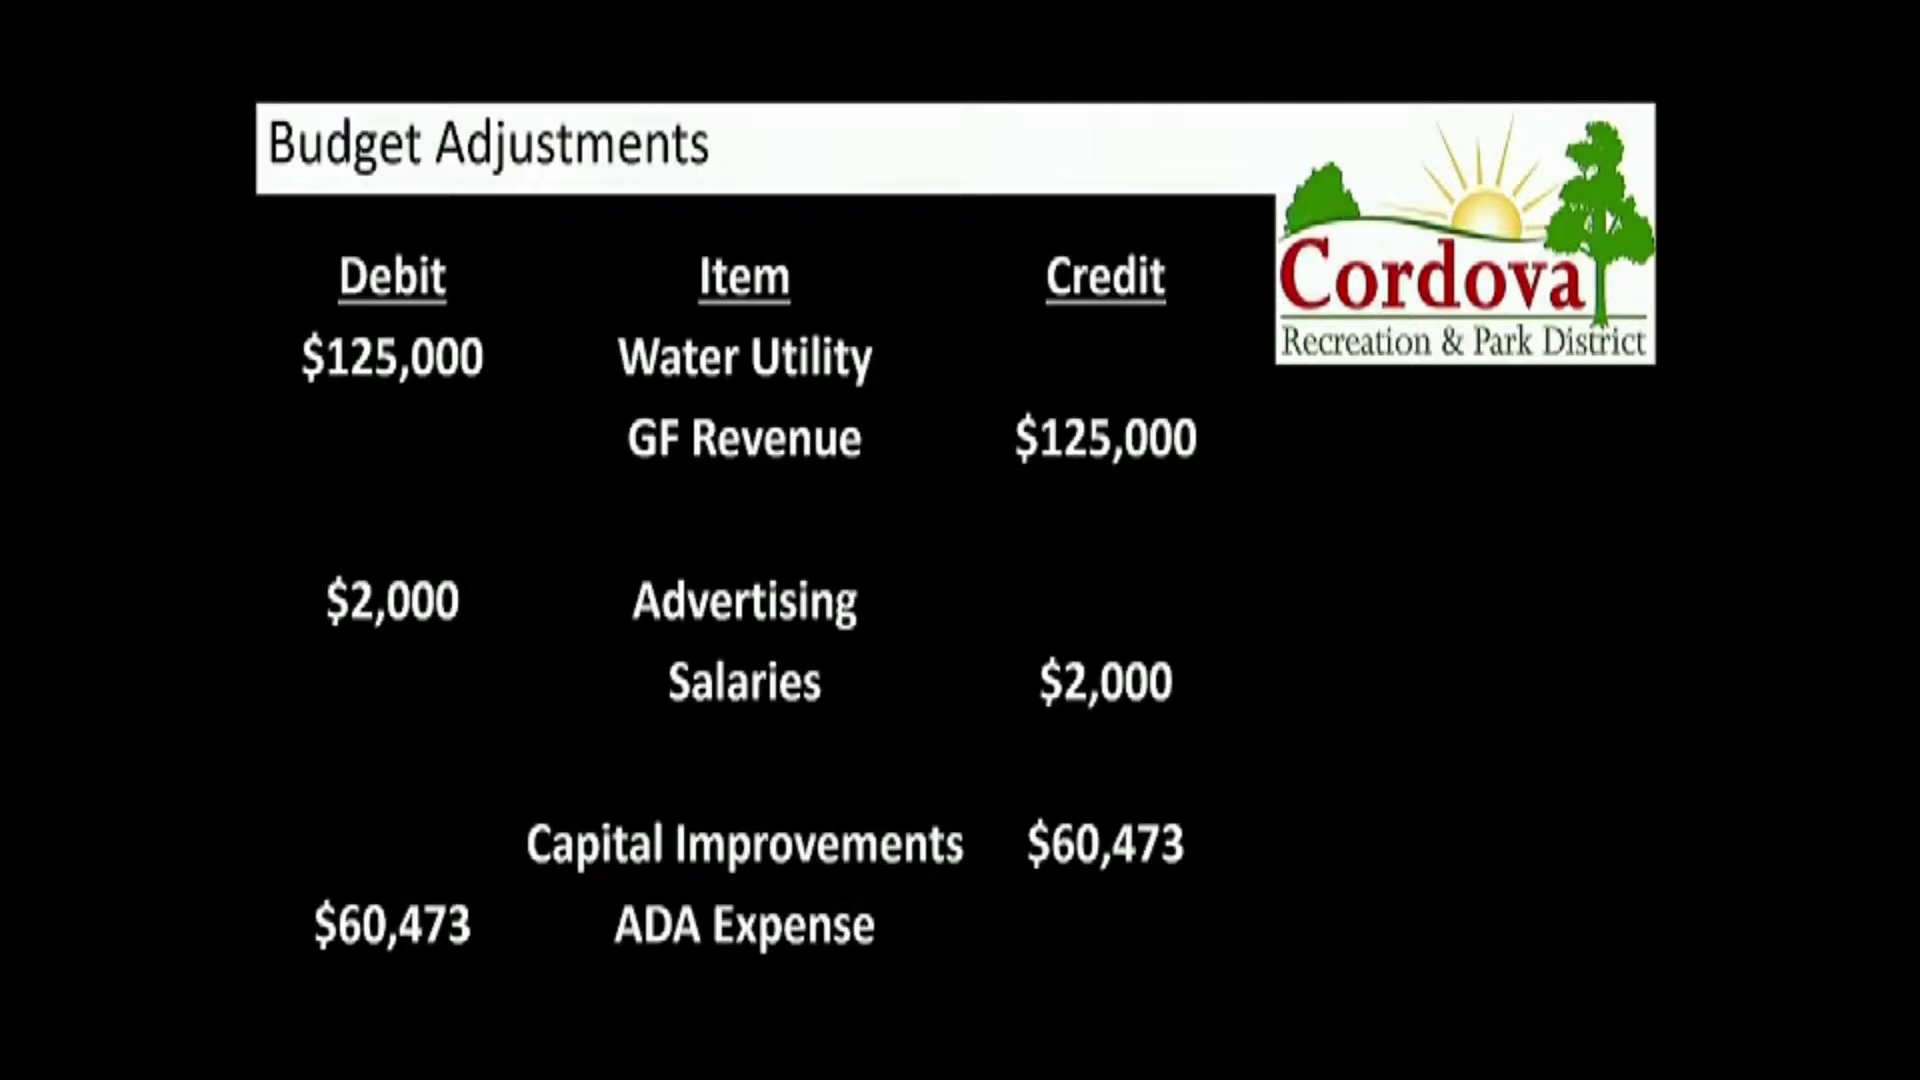 Budget Adjustments
Cordova
Recreation & Park District
Debit Item Credit
$125,000 Water Utility
GF Revenue $125,000
$2,000 Advertising
Salaries $2,000
Capital Improvements $60,473
$60,473 ADA Expense